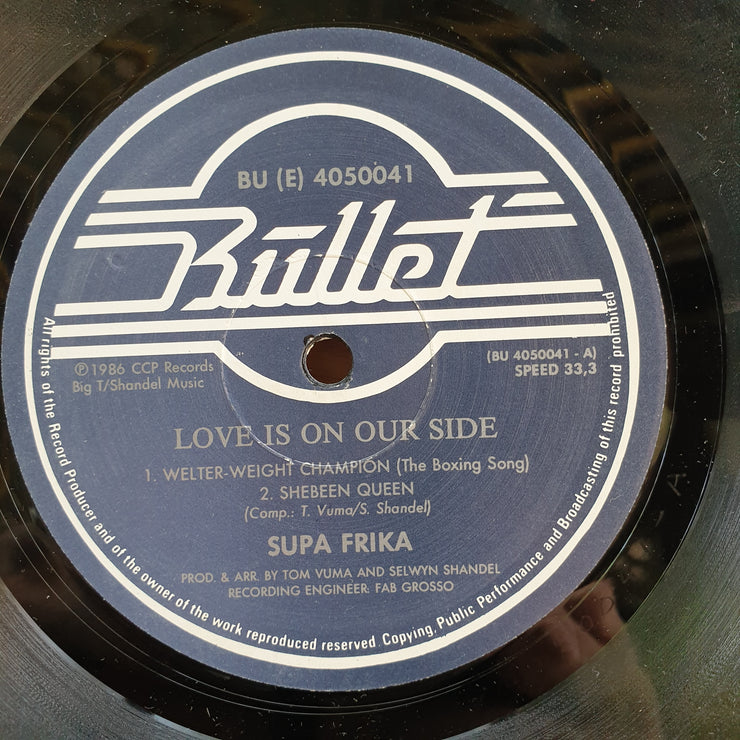 BU (E) 4050041
Bullet
℗ 1986 CCP Records
Big T/Shandel Music
(BU 4050041 - A)
SPEED 33,3
LOVE IS ON OUR SIDE
1. WELTER-WEIGHT CHAMPION (The Boxing Song)
2. SHEBEEN QUEEN
(Comp.: T. Vuma/S. Shandel)
SUPA FRIKA
PROD. & ARR. BY TOM VUMA AND SELWYN SHANDEL
RECORDING ENGINEER: FAB GROSSO
All rights of the Record Producer and of the owner of the work reproduced reserved. Copying, Public Performance and Broadcasting of this record prohibited